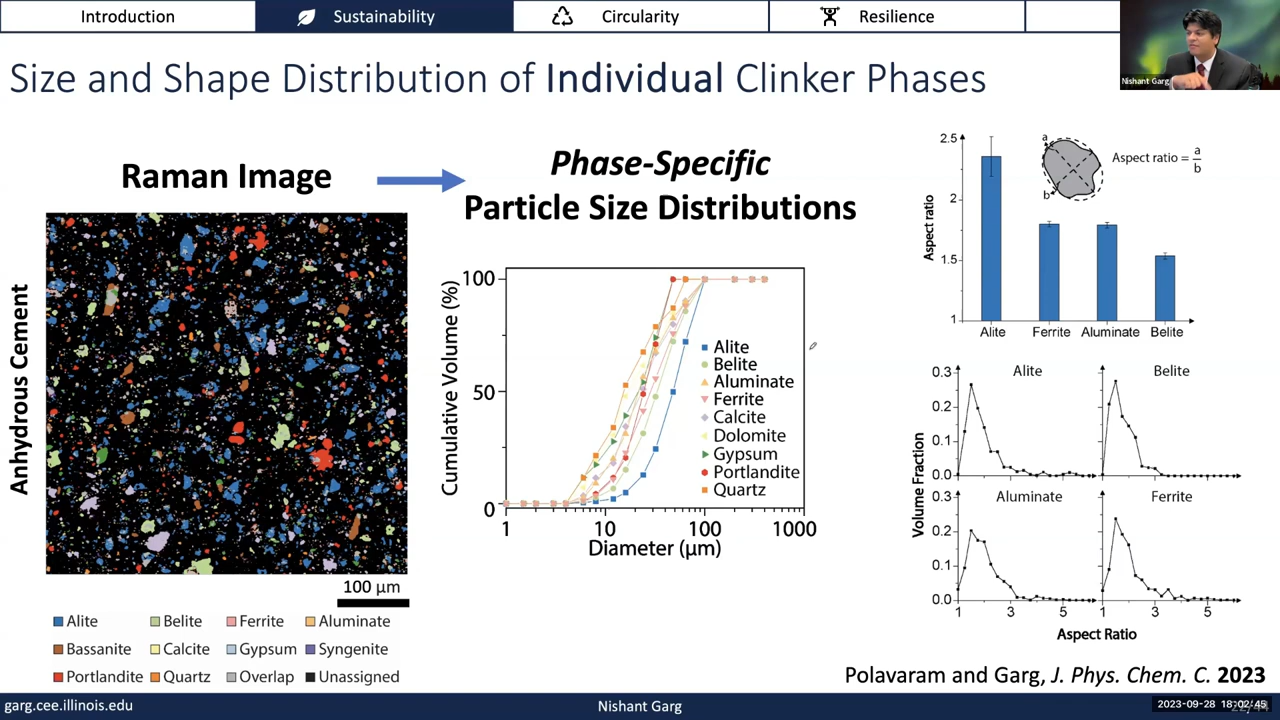 Introduction
Sustainability
Circularity
Resilience
Nishant Garg
Size and Shape Distribution of Individual Clinker Phases
Raman Image
Phase-Specific
Particle Size Distributions
Anhydrous Cement
100 μm
Alite Belite Ferrite Aluminate
Bassanite Calcite Gypsum Syngenite
Portlandite Quartz Overlap Unassigned
Cumulative Volume (%)
100
50
0
1 10 100 1000
Diameter (μm)
Alite
Belite
Aluminate
Ferrite
Calcite
Dolomite
Gypsum
Portlandite
Quartz
Aspect ratio
2.5
2
1.5
1
Alite Ferrite Aluminate Belite
a
b
Aspect ratio = a
b
Volume Fraction
Alite Belite
0.3
0.2
0.1
0.0
Aluminate Ferrite
0.3
0.2
0.1
0.0
1 3 5 1 3 5
Aspect Ratio
Polavaram and Garg, J. Phys. Chem. C. 2023
garg.cee.illinois.edu
Nishant Garg
2023-09-28 18:02:45